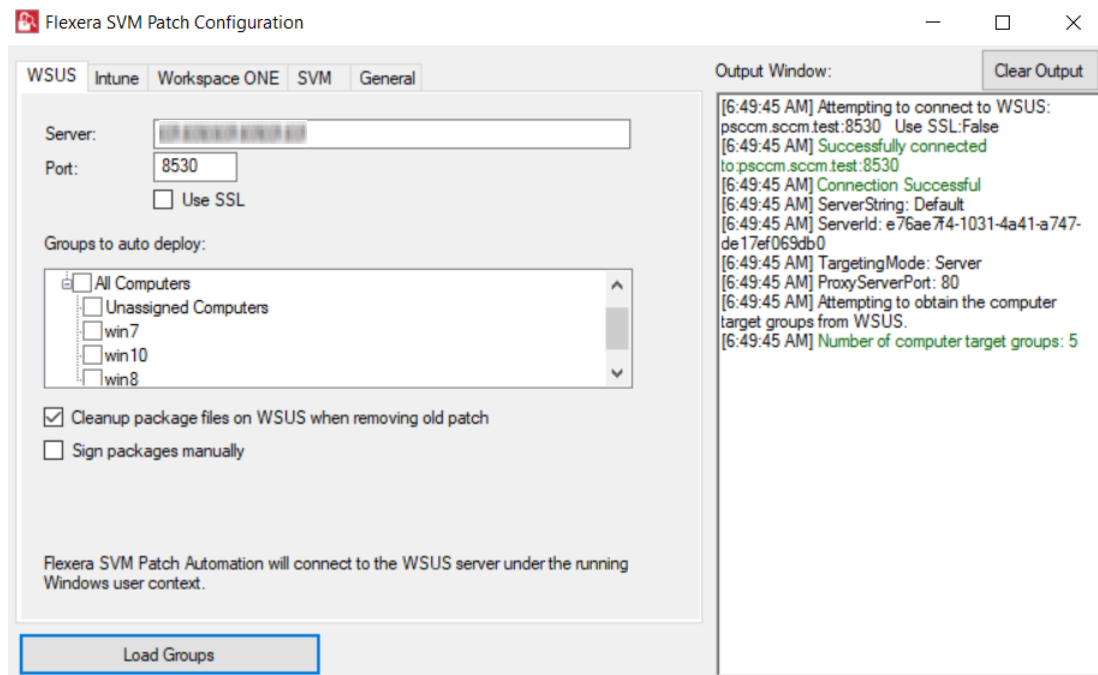 Flexera SVM Patch Configuration
WSUS Intune Workspace ONE SVM General
Server:
Port: 8530
Use SSL
Groups to auto deploy:
All Computers
Unassigned Computers
win7
win10
win8
Cleanup package files on WSUS when removing old patch
Sign packages manually
Flexera SVM Patch Automation will connect to the WSUS server under the running
Windows user context.
Load Groups
Output Window:
Clear Output
[6:49:45 AM] Attempting to connect to WSUS:
psccm.sccm.test:8530 Use SSL:False
[6:49:45 AM] Successfully connected
to:psccm.sccm.test:8530
[6:49:45 AM] Connection Successful
[6:49:45 AM] ServerString: Default
[6:49:45 AM] ServerId: e76ae7f4-1031-4a41-a747-
de17ef069db0
[6:49:45 AM] TargetingMode: Server
[6:49:45 AM] ProxyServerPort: 80
[6:49:45 AM] Attempting to obtain the computer
target groups from WSUS.
[6:49:45 AM] Number of computer target groups: 5